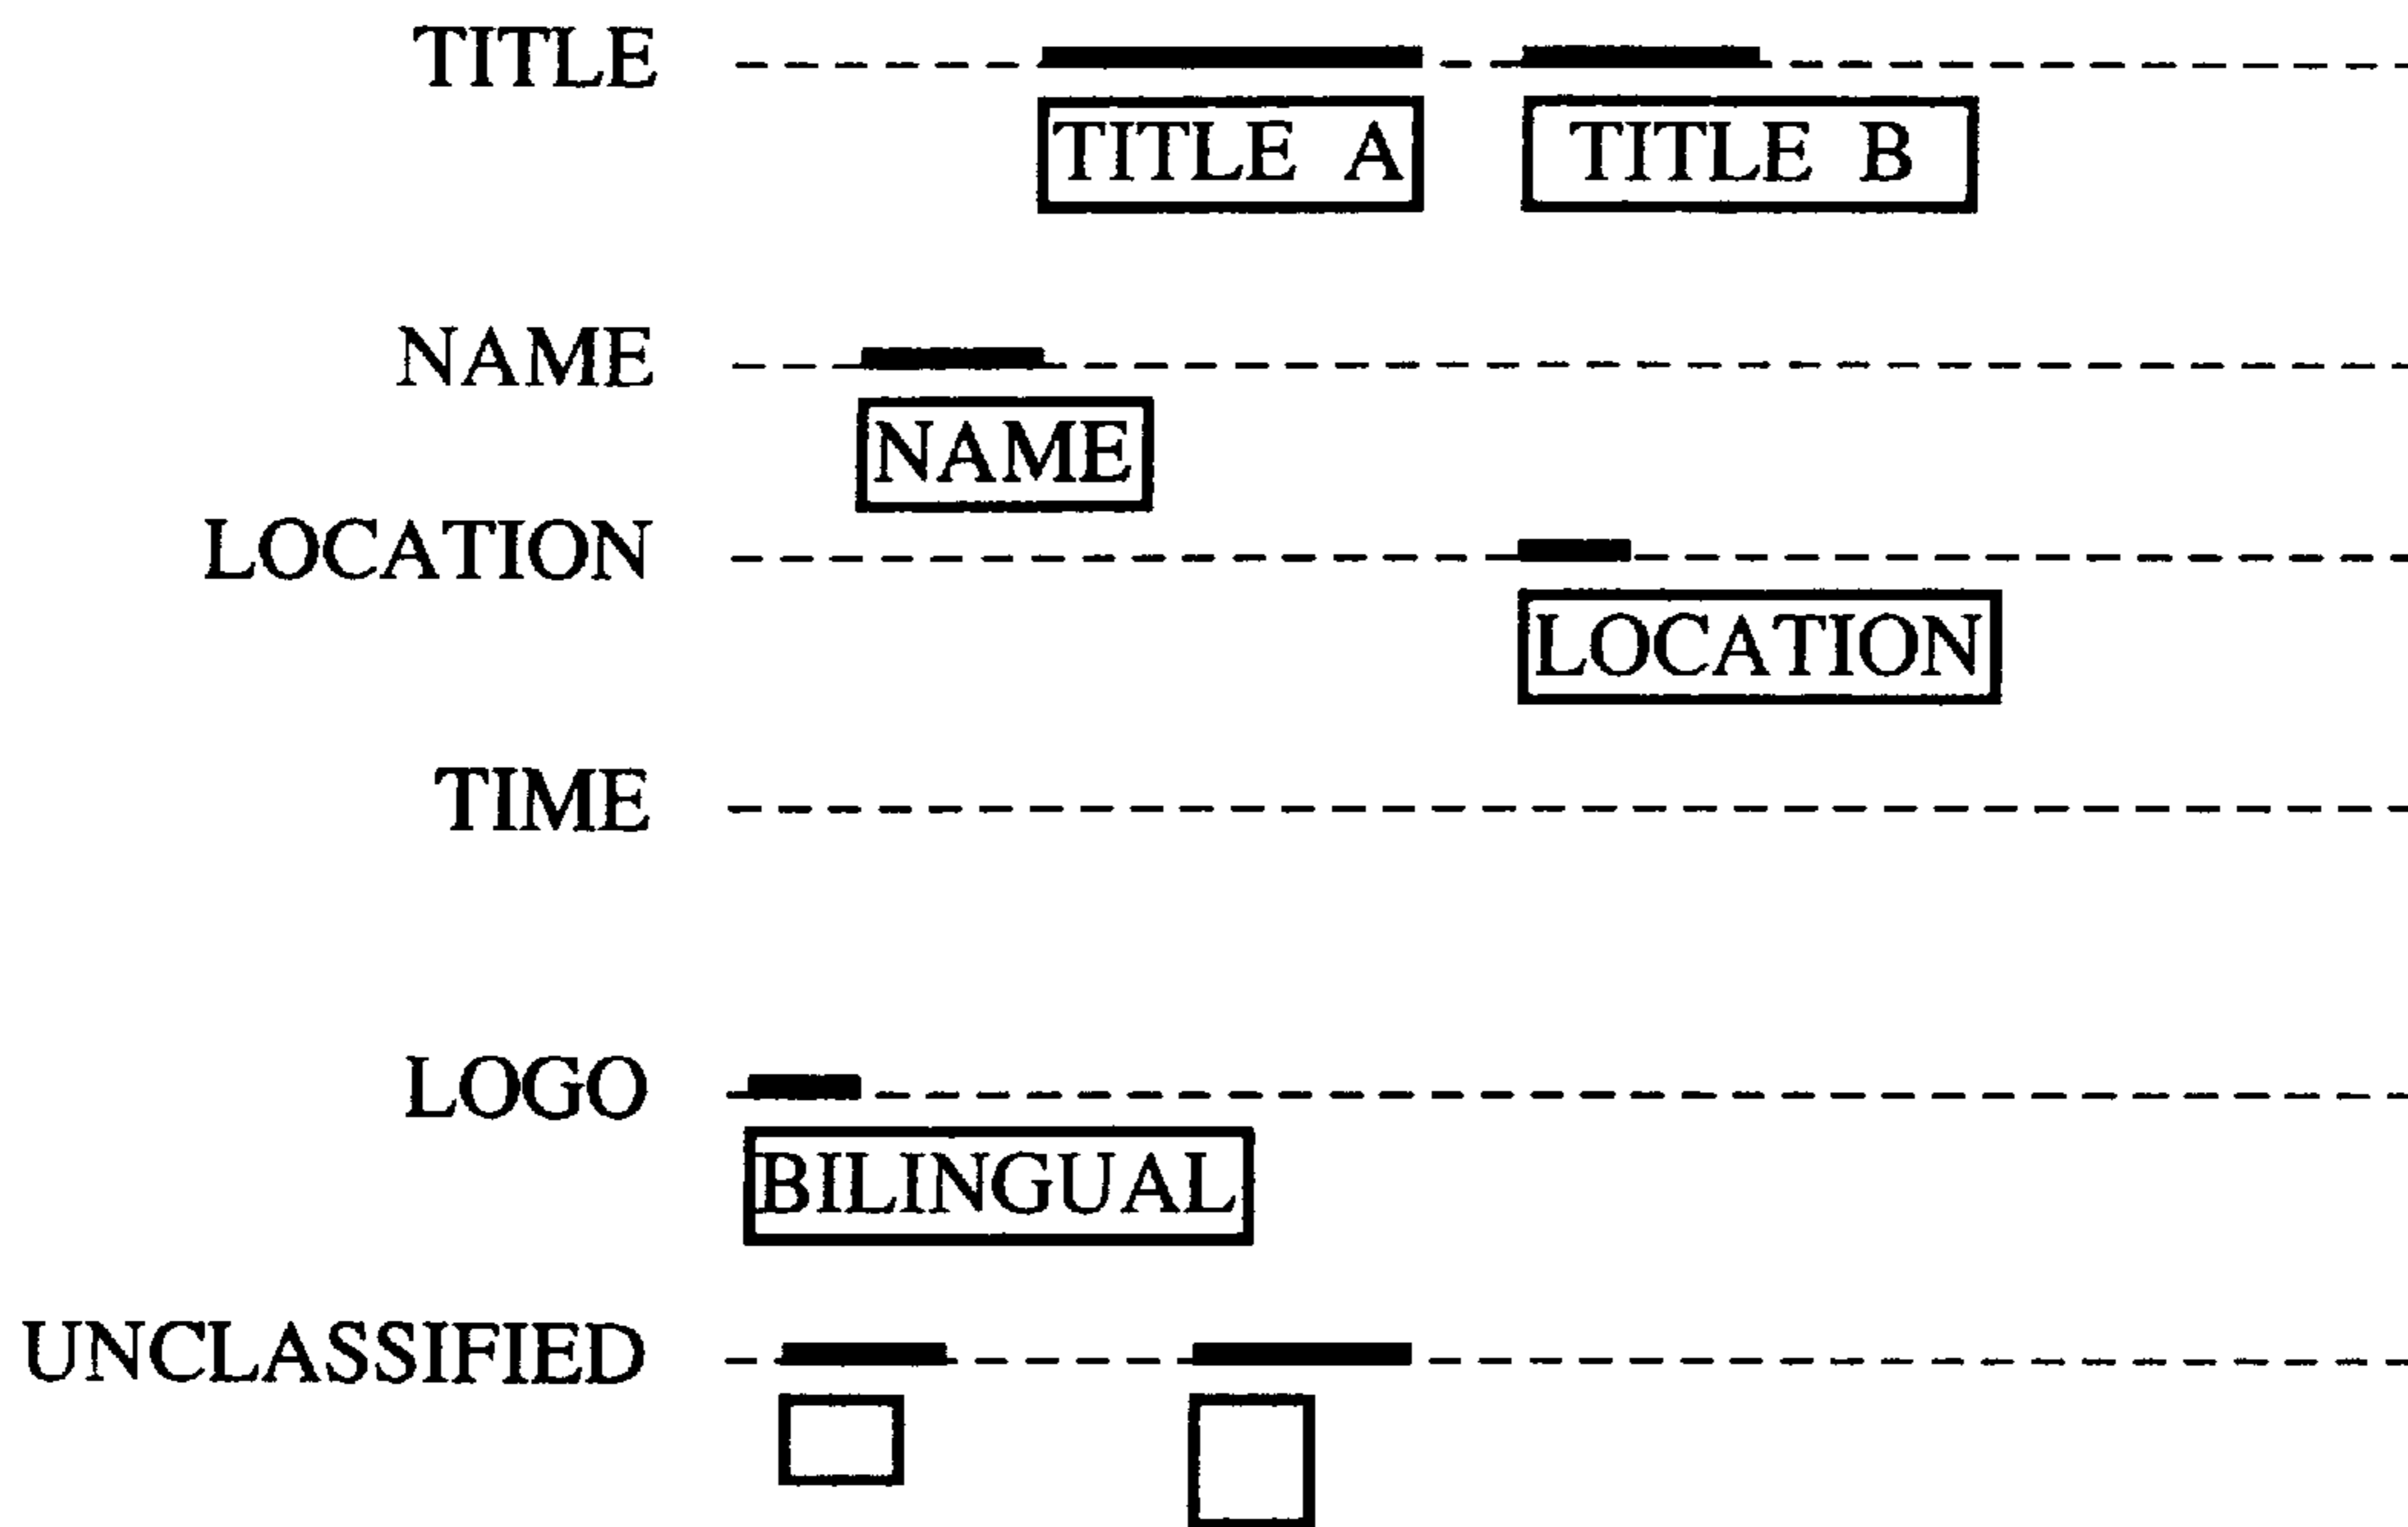 TITLE
TITLE A TITLE B
NAME
NAME
LOCATION
LOCATION
TIME
LOGO
BILINGUAL
UNCLASSIFIED